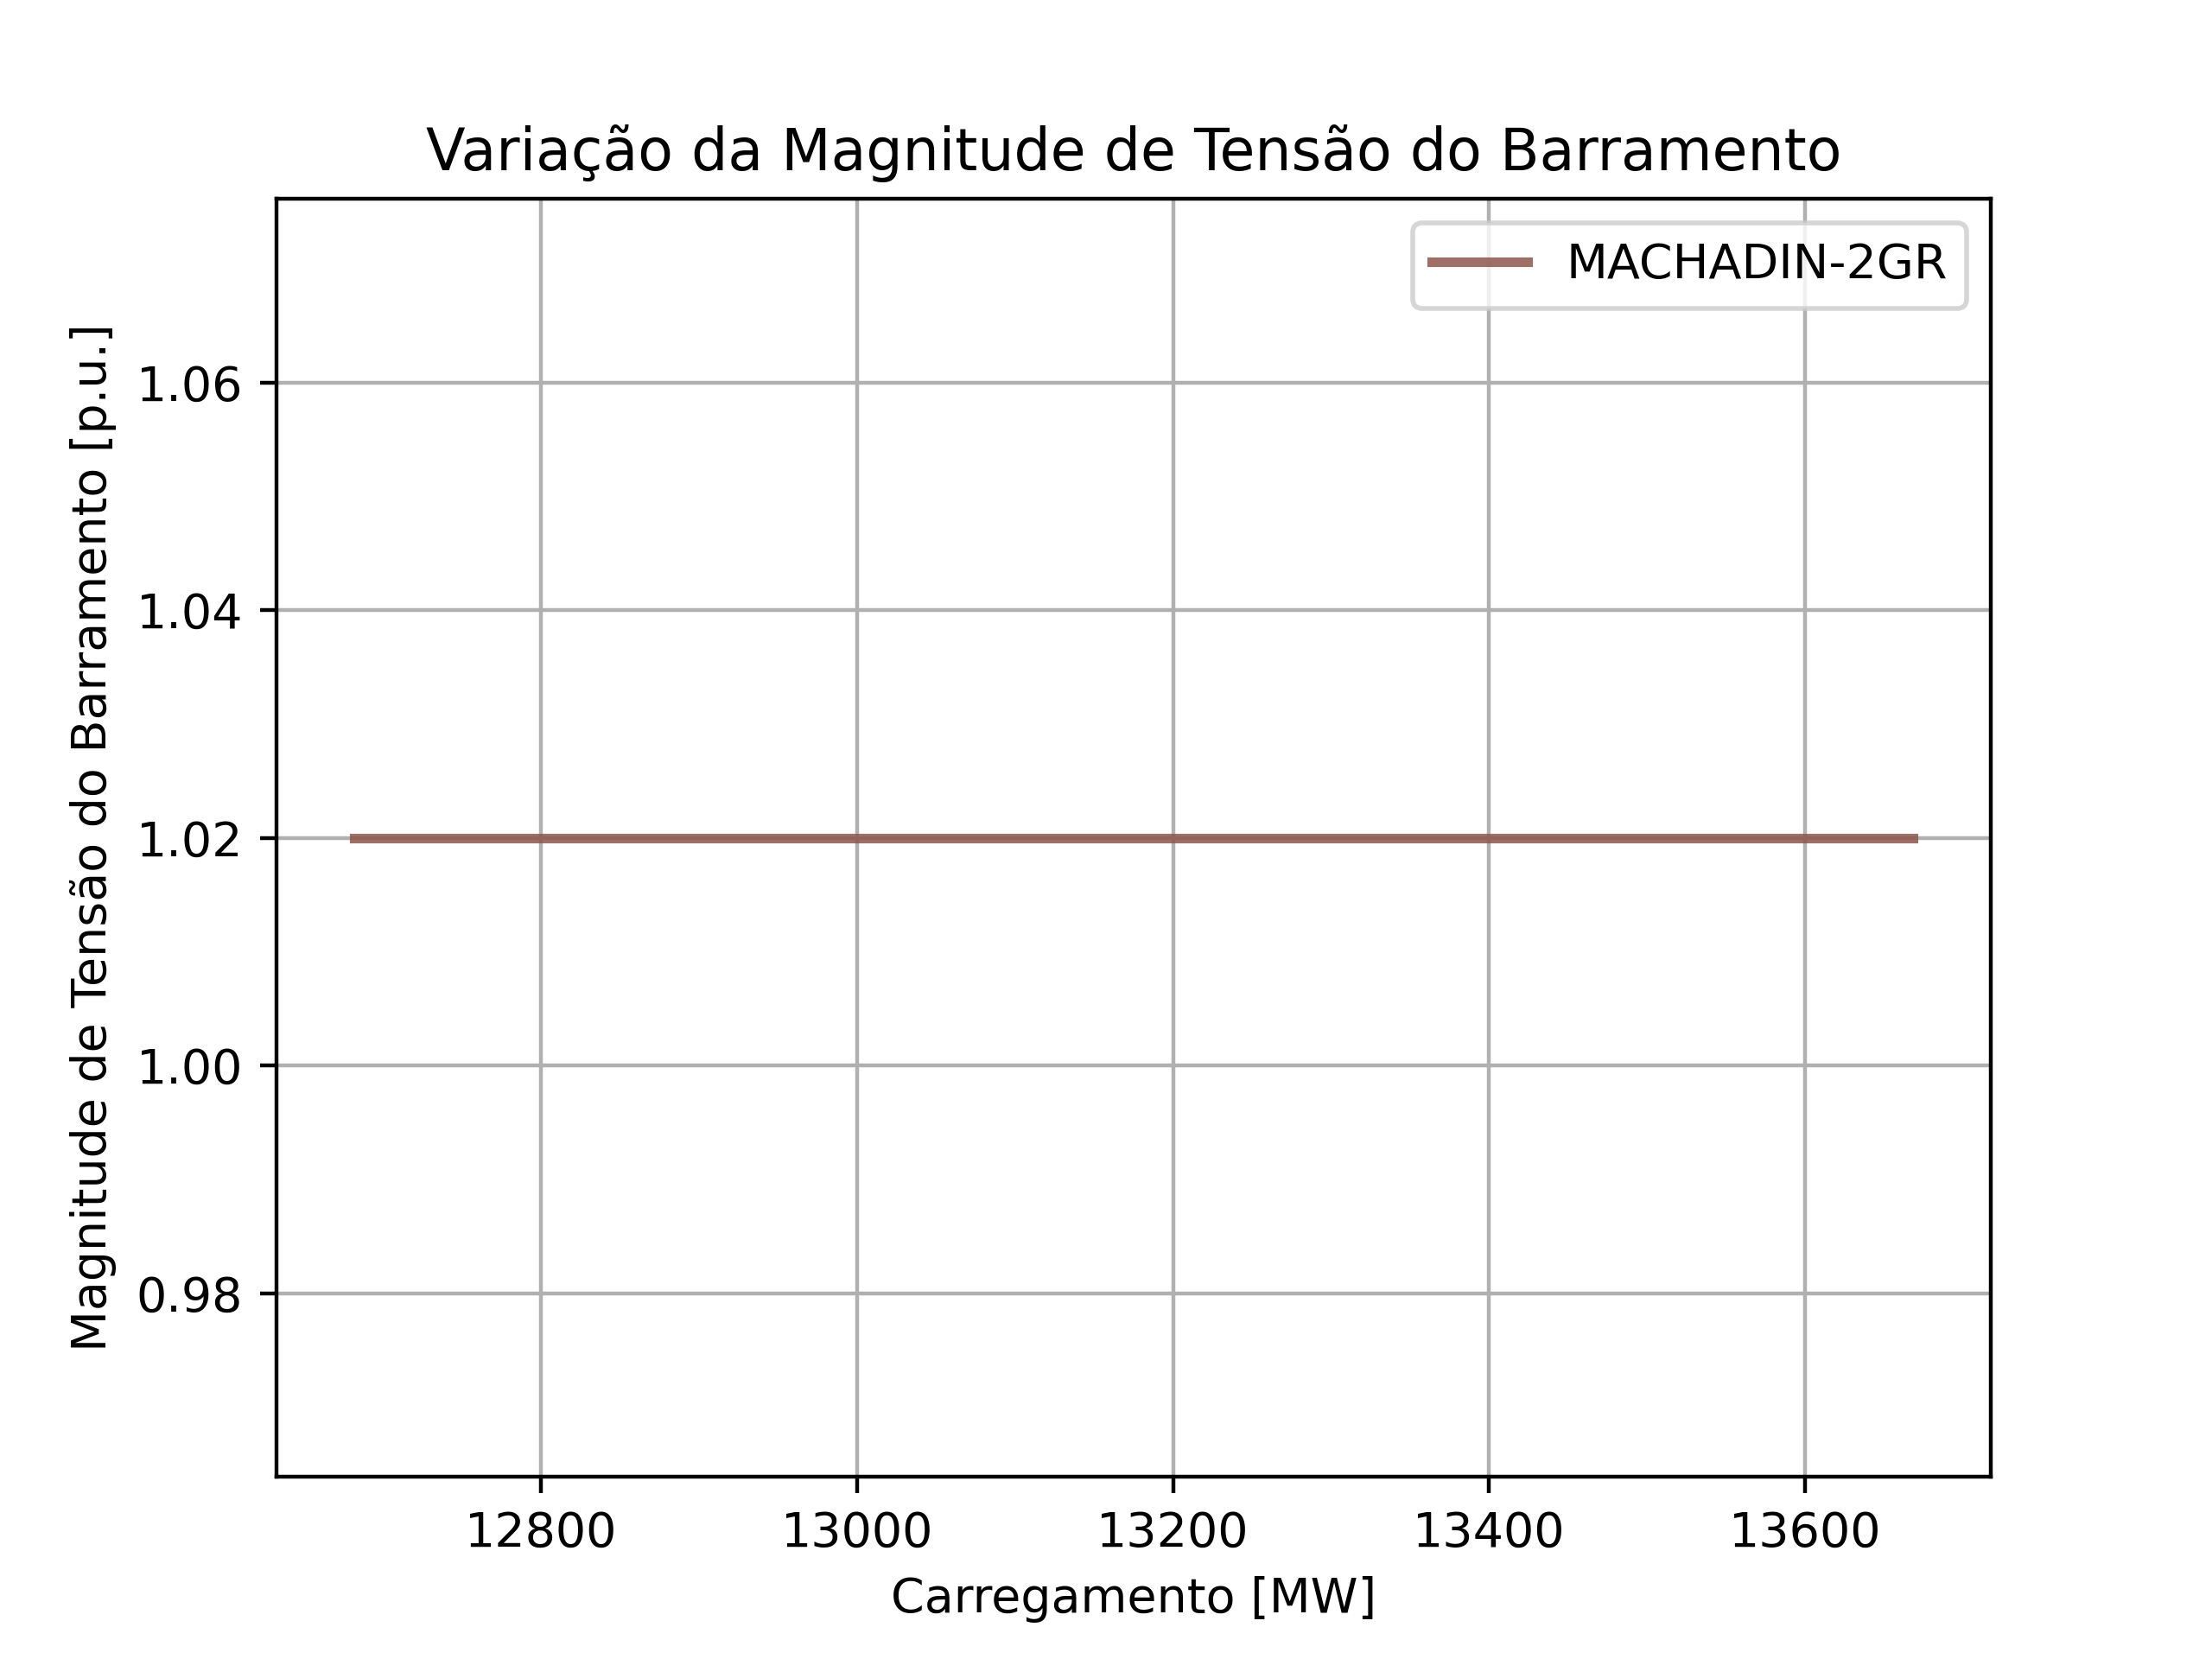 Variação da Magnitude de Tensão do Barramento
MACHADIN-2GR
Magnitude de Tensão do Barramento [p.u.]
1.06
1.04
1.02
1.00
0.98
12800 13000 13200 13400 13600
Carregamento [MW]